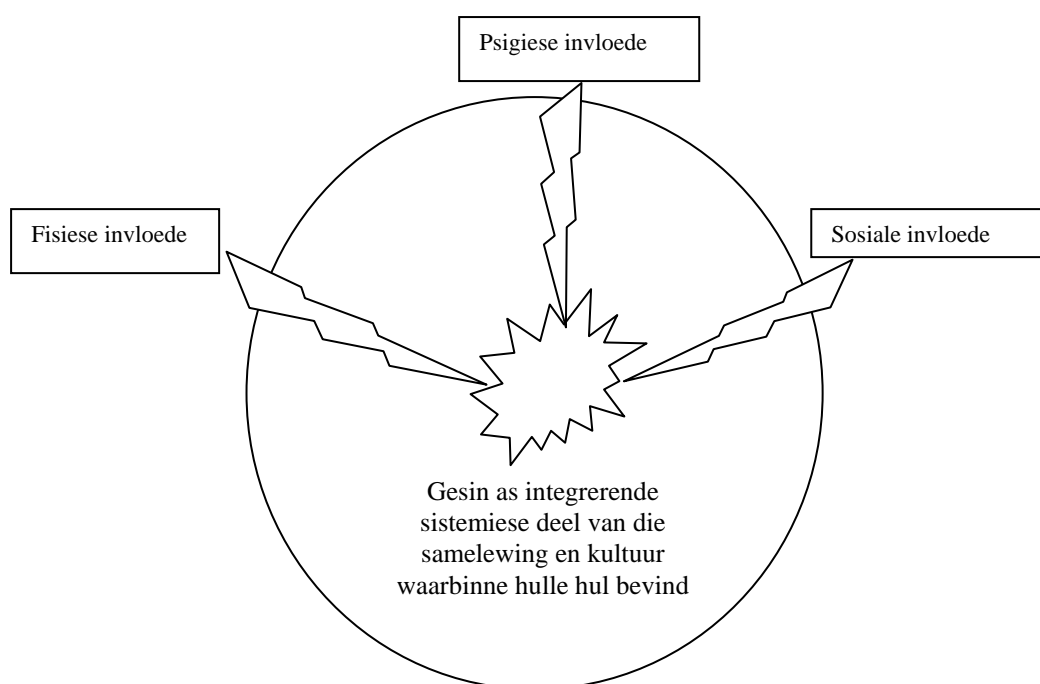 Psigiese invloede
Fisiese invloede
Sosiale invloede
Gesin as integrerende
sistemiese deel van die
samelewing en kultuur
waarbinne hulle hul bevind